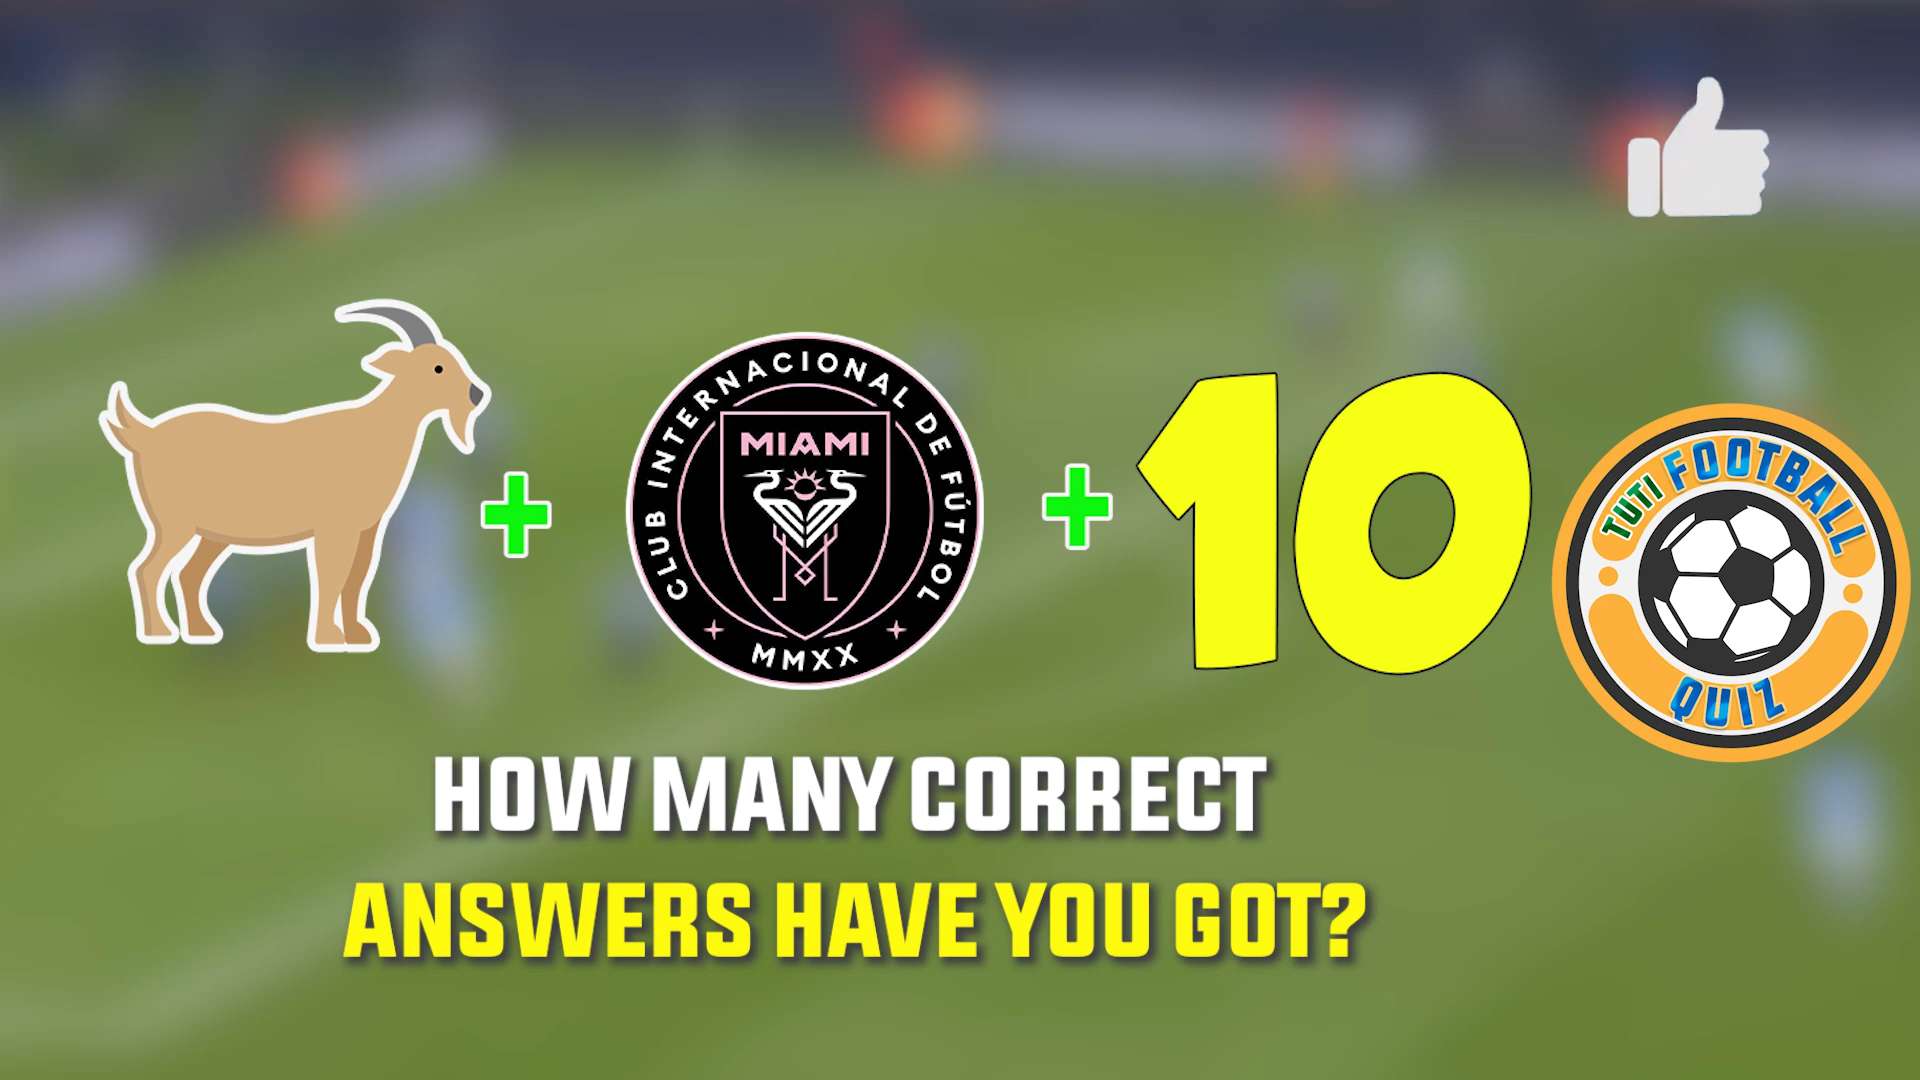 CLUB INTERNACIONAL DE FÚTBOL
MIAMI
MMXX
10
TUTI FOOTBALL
QUIZ
HOW MANY CORRECT
ANSWERS HAVE YOU GOT?